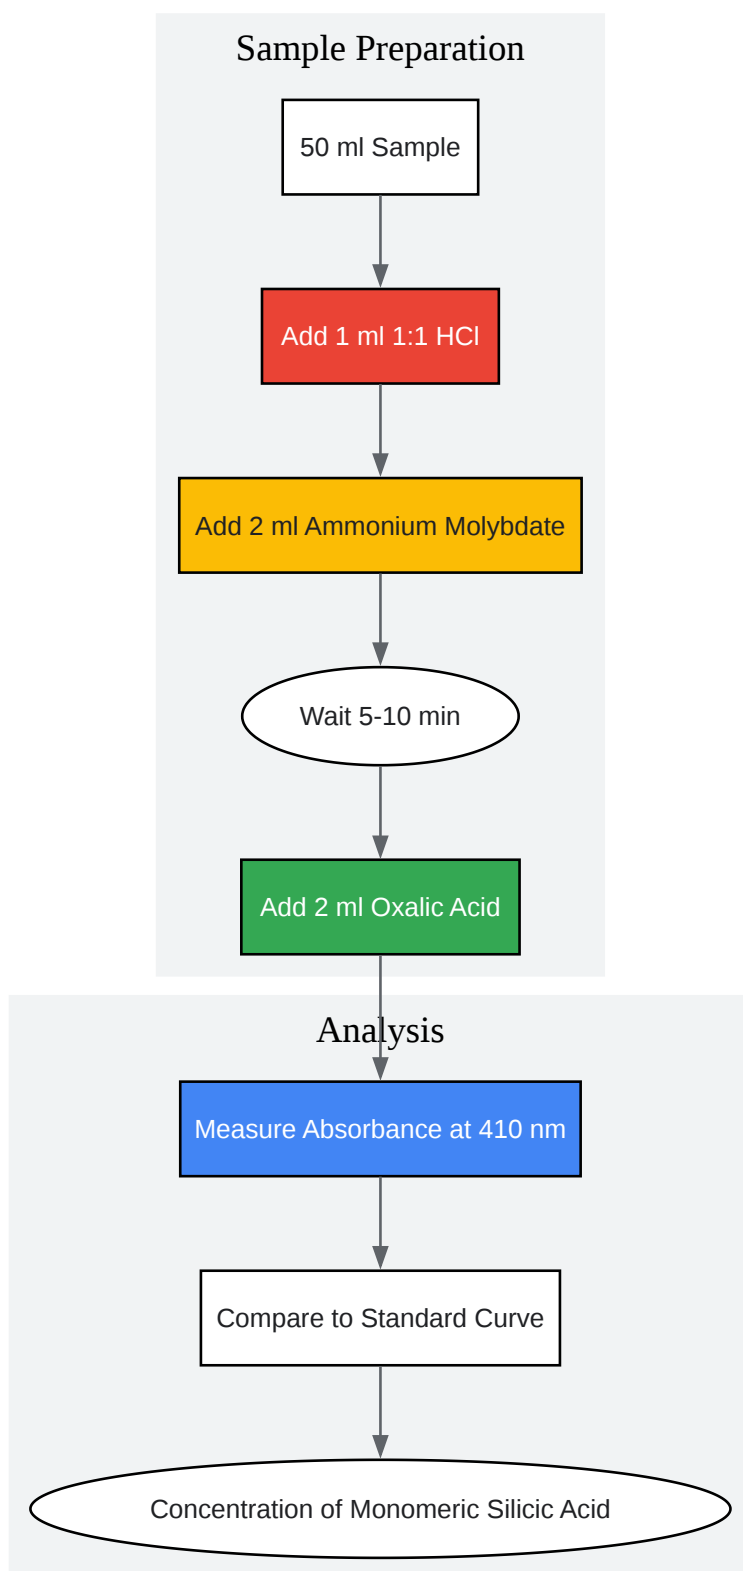 Sample Preparation
50 ml Sample
Add 1 ml 1:1 HCl
Add 2 ml Ammonium Molybdate
Wait 5-10 min
Add 2 ml Oxalic Acid
Analysis
Measure Absorbance at 410 nm
Compare to Standard Curve
Concentration of Monomeric Silicic Acid